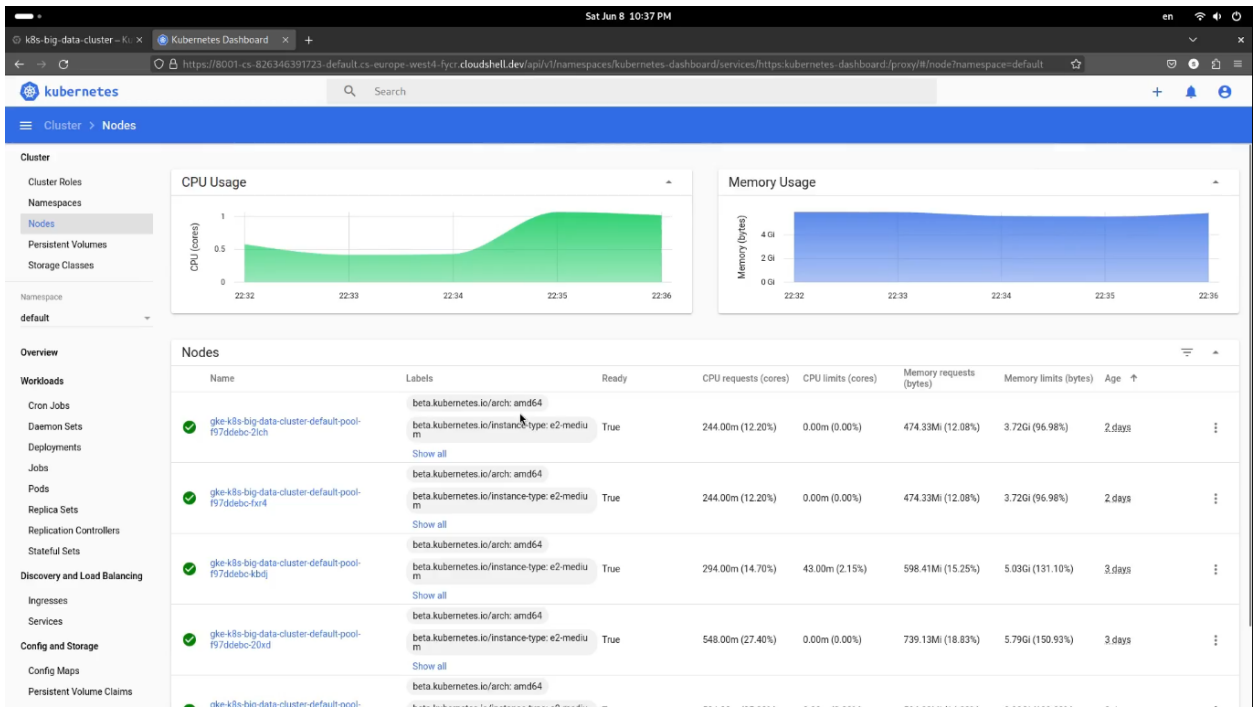 Sat Jun 8 10:37 PM
en
k8s-big-data-cluster – Ku
Kubernetes Dashboard
https://8001-cs-826346391723-default.cs-europe-west4-fycr.cloudshell.dev/api/v1/namespaces/kubernetes-dashboard/services/https:kubernetes-dashboard:/proxy/#/node?namespace=default
kubernetes
Search
Cluster > Nodes
Cluster
Cluster Roles
Namespaces
Nodes
Persistent Volumes
Storage Classes
Namespace
default
Overview
Workloads
Cron Jobs
Daemon Sets
Deployments
Jobs
Pods
Replica Sets
Replication Controllers
Stateful Sets
Discovery and Load Balancing
Ingresses
Services
Config and Storage
Config Maps
Persistent Volume Claims
CPU Usage
CPU (cores)
1
0.5
0
22:32 22:33 22:34 22:35 22:36
Memory Usage
Memory (bytes)
4 Gi
2 Gi
0 Gi
22:32 22:33 22:34 22:35 22:36
Nodes
Name Labels Ready CPU requests (cores) CPU limits (cores) Memory requests (bytes) Memory limits (bytes) Age
beta.kubernetes.io/arch: amd64
gke-k8s-big-data-cluster-default-pool-
f97ddebc-2lch
beta.kubernetes.io/instance-type: e2-mediu
m
True 244.00m (12.20%) 0.00m (0.00%) 474.33Mi (12.08%) 3.72Gi (96.98%) 2 days
Show all
beta.kubernetes.io/arch: amd64
gke-k8s-big-data-cluster-default-pool-
f97ddebc-fxr4
beta.kubernetes.io/instance-type: e2-mediu
m
True 244.00m (12.20%) 0.00m (0.00%) 474.33Mi (12.08%) 3.72Gi (96.98%) 2 days
Show all
beta.kubernetes.io/arch: amd64
gke-k8s-big-data-cluster-default-pool-
f97ddebc-kbdj
beta.kubernetes.io/instance-type: e2-mediu
m
True 294.00m (14.70%) 43.00m (2.15%) 598.41Mi (15.25%) 5.03Gi (131.10%) 3 days
Show all
beta.kubernetes.io/arch: amd64
gke-k8s-big-data-cluster-default-pool-
f97ddebc-20xd
beta.kubernetes.io/instance-type: e2-mediu
m
True 548.00m (27.40%) 0.00m (0.00%) 739.13Mi (18.83%) 5.79Gi (150.93%) 3 days
Show all
beta.kubernetes.io/arch: amd64
gke-k8s-big-data-cluster-default-pool-